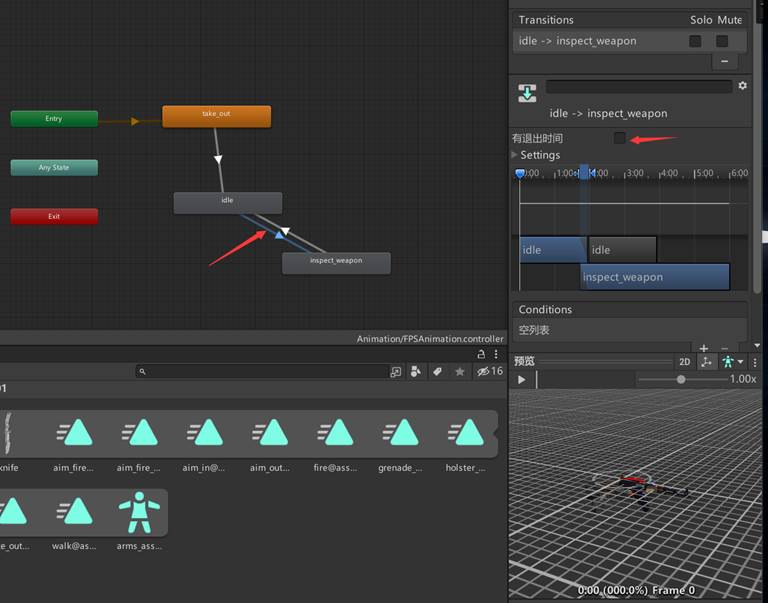 Transitions Solo Mute
idle -> inspect_weapon
idle -> inspect_weapon
有退出时间
Settings
0:00 1:00 2:00 3:00 4:00 5:00 6:00
idle idle
inspect_weapon
Conditions
空列表
Entry
take_out
Any State
idle
Exit
inspect_weapon
Animation/FPSAnimation.controller
16
预览 2D
1.00x
01
knife aim_fire... aim_fire_... aim_in@... aim_out... fire@ass... grenade_... holster_...
e_out... walk@as... arms_ass...
0:00 (000.0%) Frame 0